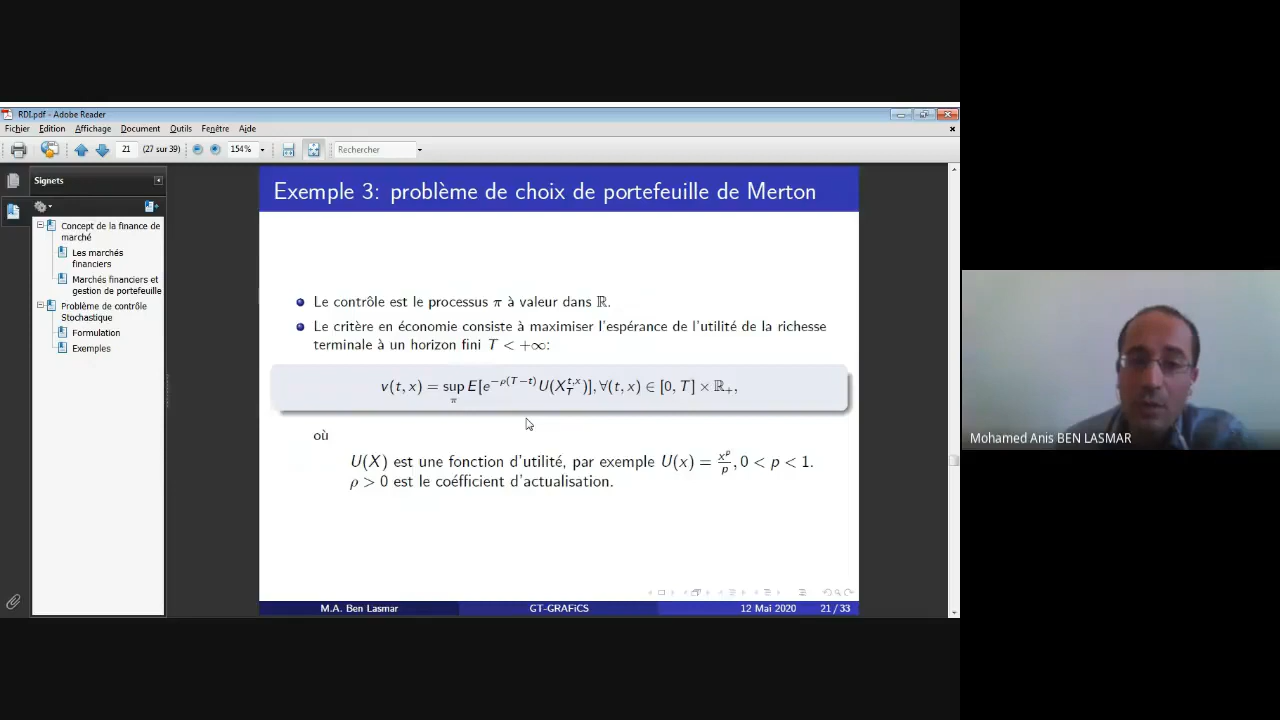 RDI.pdf - Adobe Reader
Fichier Edition Affichage Document Outils Fenêtre Aide
21 (27 sur 39) 154% Rechercher
Signets
Concept de la finance de
marché
Les marchés
financiers
Marchés financiers et
gestion de portefeuille
Problème de contrôle
Stochastique
Formulation
Exemples
Exemple 3: problème de choix de portefeuille de Merton
Le contrôle est le processus π à valeur dans ℝ.
Le critère en économie consiste à maximiser l'espérance de l'utilité de la richesse
terminale à un horizon fini T < +∞:
v(t, x) = sup_π E[e^{−ρ(T−t)} U(X_T^{t,x})], ∀(t, x) ∈ [0, T] × ℝ₊,
où
U(X) est une fonction d'utilité, par exemple U(x) = x^p/p, 0 < p < 1.
ρ > 0 est le coéfficient d'actualisation.
M.A. Ben Lasmar GT-GRAFiCS 12 Mai 2020 21 / 33
Mohamed Anis BEN LASMAR